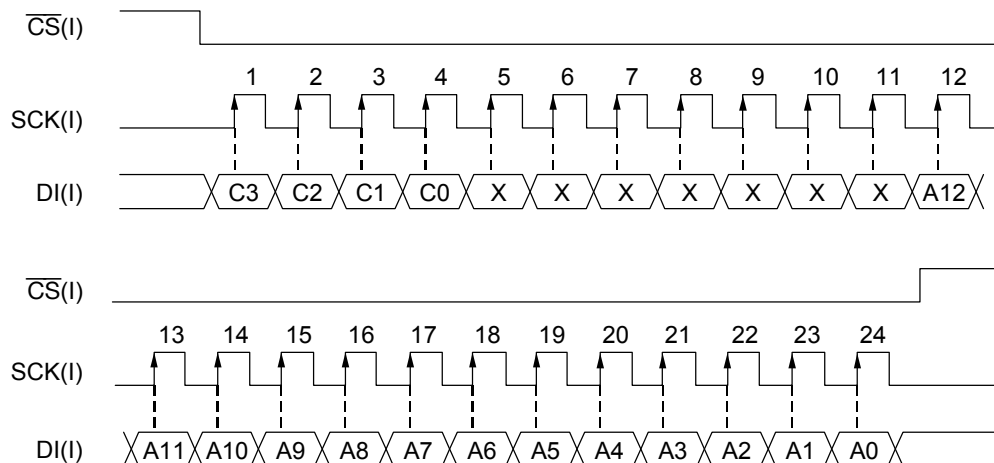 CS(I)
1 2 3 4 5 6 7 8 9 10 11 12
SCK(I)
DI(I) C3 C2 C1 C0 X X X X X X X A12
CS(I)
13 14 15 16 17 18 19 20 21 22 23 24
SCK(I)
DI(I) A11 A10 A9 A8 A7 A6 A5 A4 A3 A2 A1 A0